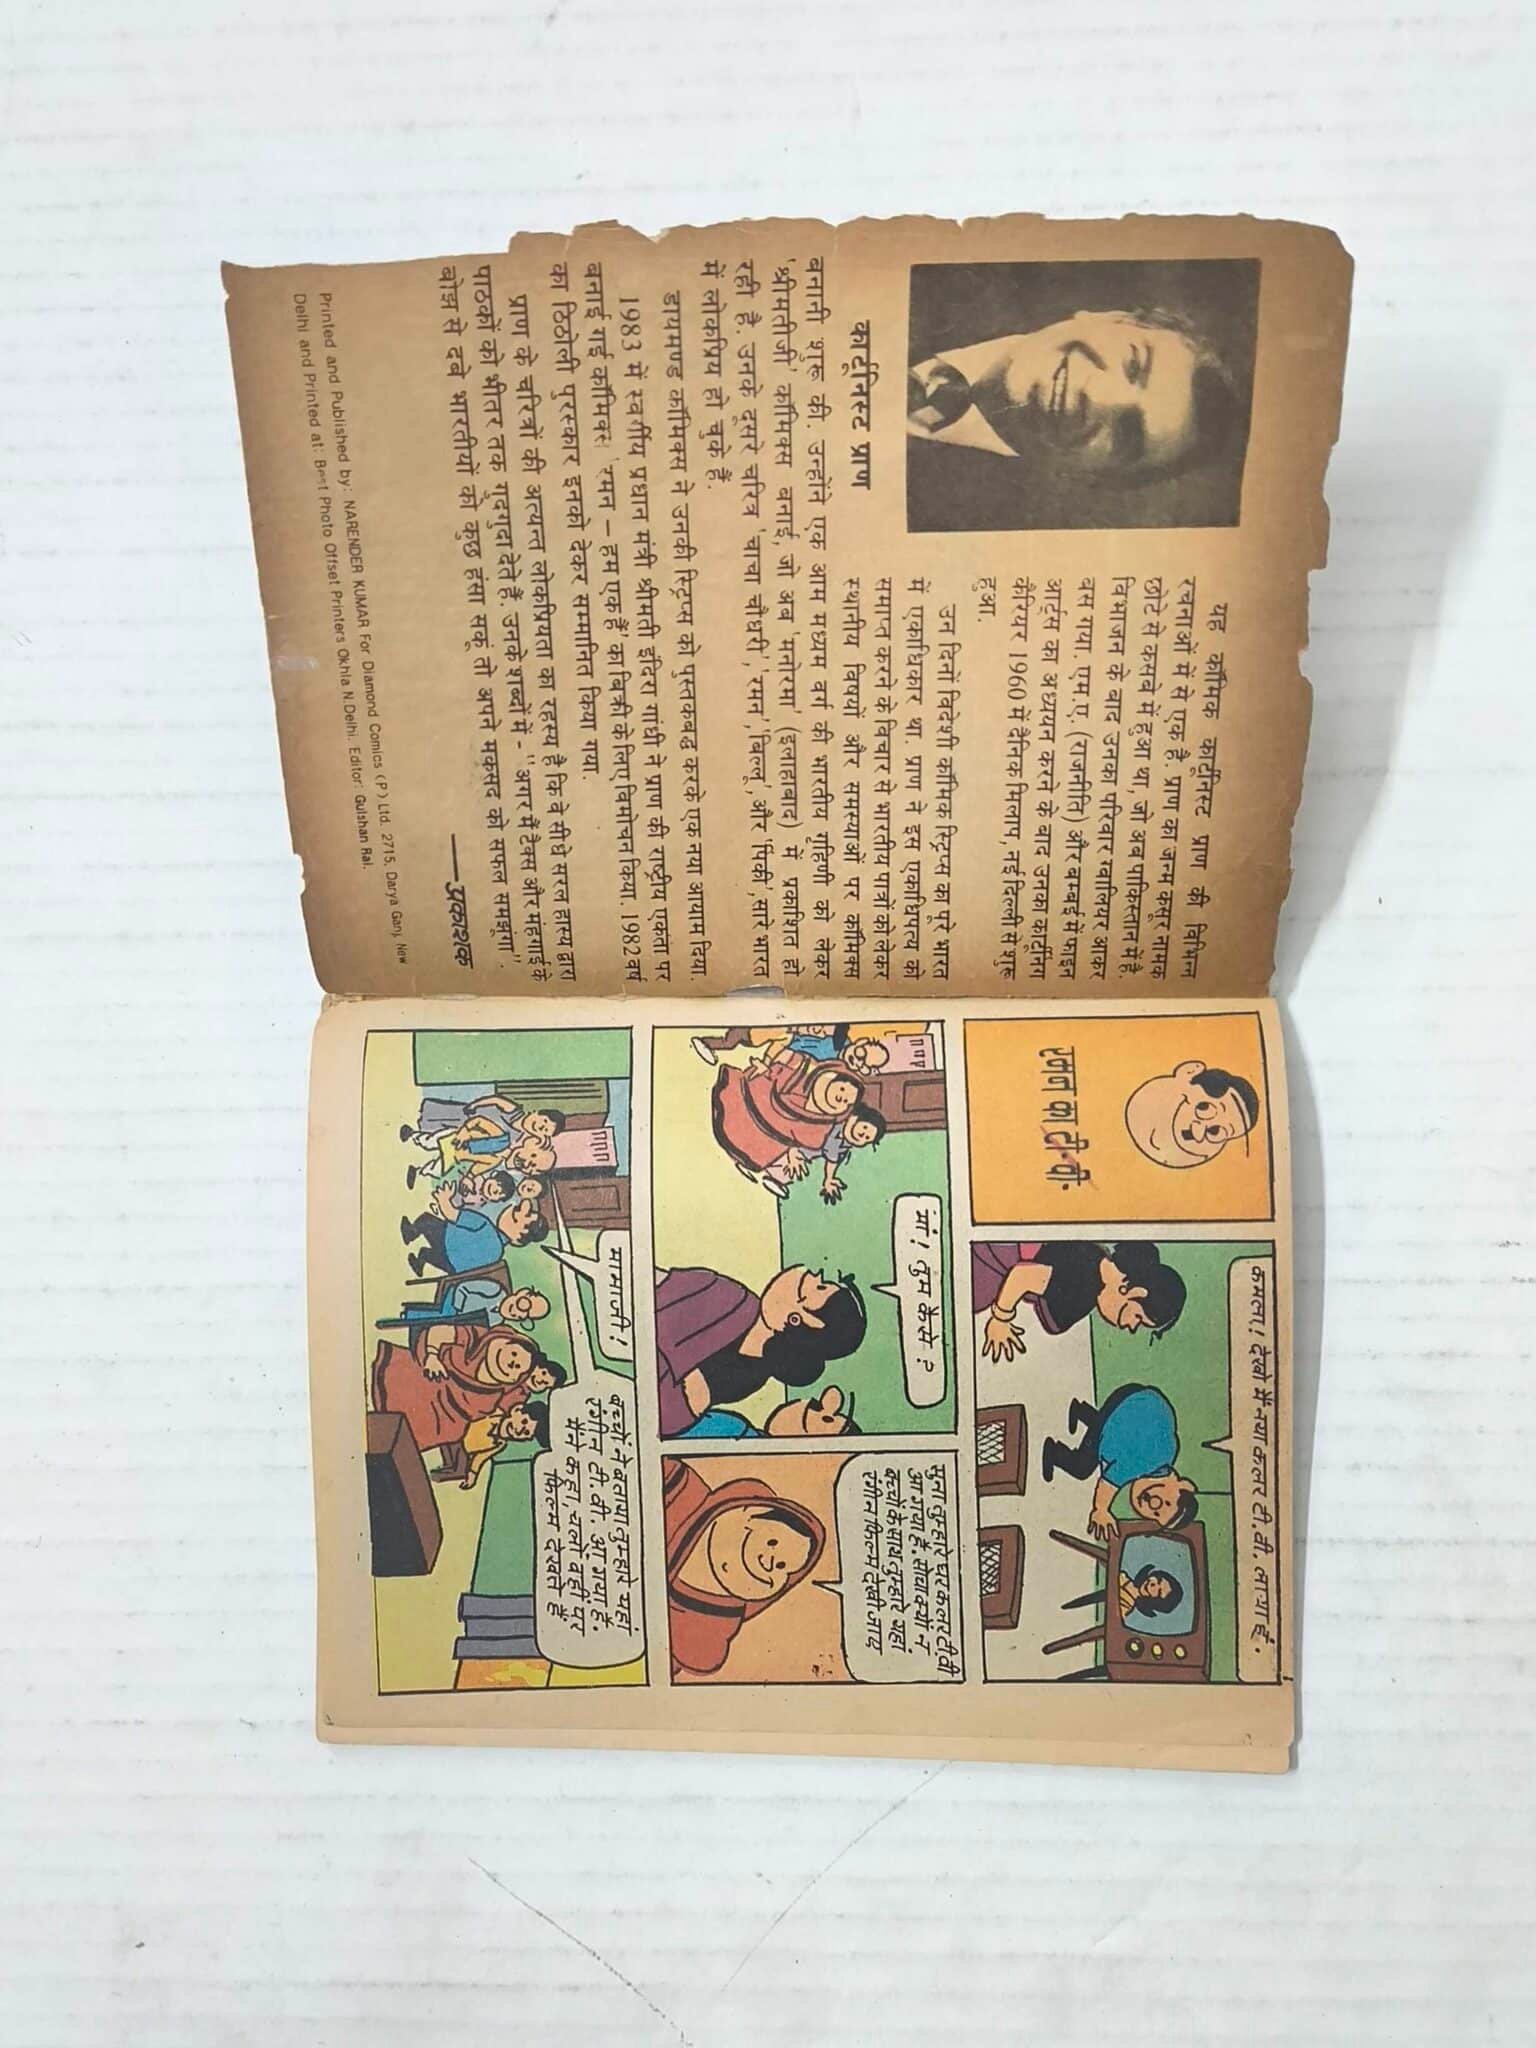 यह कॉमिक कार्टूनिस्ट प्राण की विभिन्न
रचनाओं में से एक है. प्राण का जन्म कसूर नामक
छोटे से कसबे में हुआ था, जो अब पाकिस्तान में है.
विभाजन के बाद उनका परिवार ग्वालियर आकर
बस गया. एम.ए. (राजनीति) और बम्बई में फाइन
आर्ट्स का अध्ययन करने के बाद उनका कार्टूनिंग
कैरियर 1960 में दैनिक मिलाप, नई दिल्ली से शुरू
हुआ.
उन दिनों विदेशी कॉमिक स्ट्रिप्स का पूरे भारत
में एकाधिकार था. प्राण ने इस एकाधिपत्य को
समाप्त करने के विचार से भारतीय पात्रों को लेकर
स्थानीय विषयों और समस्याओं पर कॉमिक्स
कार्टूनिस्ट प्राण
बनानी शुरू की. उन्होंने एक आम मध्यम वर्ग की भारतीय गृहिणी को लेकर
'श्रीमतीजी' कॉमिक्स बनाई, जो अब 'मनोरमा' (इलाहाबाद) में प्रकाशित हो
रही है. उनके दूसरे चरित्र 'चाचा चौधरी', 'रमन', 'बिल्लू', और 'पिंकी', सारे भारत
में लोकप्रिय हो चुके हैं.
डायमण्ड कॉमिक्स ने उनकी स्ट्रिप्स को पुस्तकबद्ध करके एक नया आयाम दिया.
1983 में स्वर्गीय प्रधान मंत्री श्रीमती इंदिरा गांधी ने प्राण की राष्ट्रीय एकता पर
बनाई गई कॉमिक्स 'रमन – हम एक हैं' का बिक्री के लिए विमोचन किया. 1982 वर्ष
का ठिठोली पुरस्कार इनको देकर सम्मानित किया गया.
प्राण के चरित्रों की अत्यन्त लोकप्रियता का रहस्य है कि वे सीधे सरल हास्य द्वारा
पाठकों को भीतर तक गुदगुदा देते हैं. उनके शब्दों में - "अगर मैं टैक्स और महंगाई के
बोझ से दबे भारतीयों को कुछ हंसा सकूं तो अपने मकसद को सफल समझूंगा".
—प्रकाशक
Printed and Published by: NARENDER KUMAR For Diamond Comics (P) Ltd. 2715, Darya Ganj, New
Delhi and Printed at: Best Photo Offset Printers Okhla N.Delhi. Editor: Gulshan Rai.
रमन का टी.वी.
कमला! देखो मैं नया कलर टी.वी. लाया हूं.
मां! तुम कैसे?
सुना तुम्हारे घर कलर टी.वी
आ गया है. सोचा क्यों न
बच्चों के साथ तुम्हारे यहां
रंगीन फिल्म देखी जाए
मामाजी!
बच्चों ने बताया तुम्हारे यहां
रंगीन टी.वी. आ गया है.
मैंने कहा, चलो वहीं पर
फिल्म देखते हैं